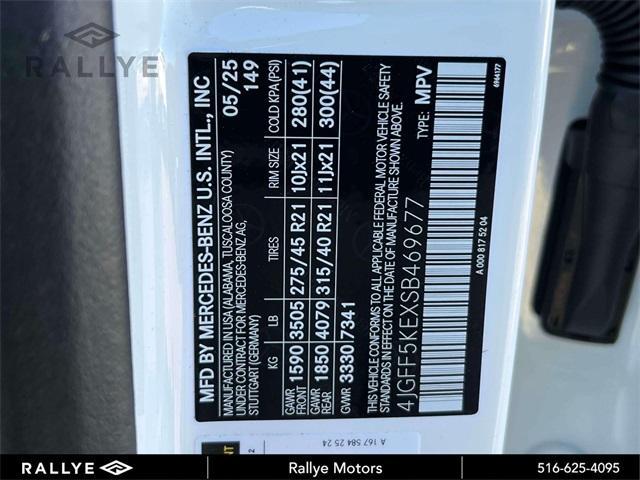 RALLYE
MFD BY MERCEDES-BENZ U.S. INTL., INC
MANUFACTURED IN USA (ALABAMA, TUSCALOOSA COUNTY)
UNDER CONTRACT FOR MERCEDES-BENZ AG,
STUTTGART (GERMANY)
05/25
149
KG LB TIRES RIM SIZE COLD KPA (PSI)
GAWR FRONT 1590 3505 275/45 R21 10Jx21 280(41)
GAWR REAR 1850 4079 315/40 R21 11Jx21 300(44)
GVWR 3330 7341
THIS VEHICLE CONFORMS TO ALL APPLICABLE FEDERAL MOTOR VEHICLE SAFETY
STANDARDS IN EFFECT ON THE DATE OF MANUFACTURE SHOWN ABOVE.
4JGFF5KEXSB469677 TYPE: MPV
A 000 817 52 04
6964177
A 167 584 25 24
RALLYE Rallye Motors 516-625-4095